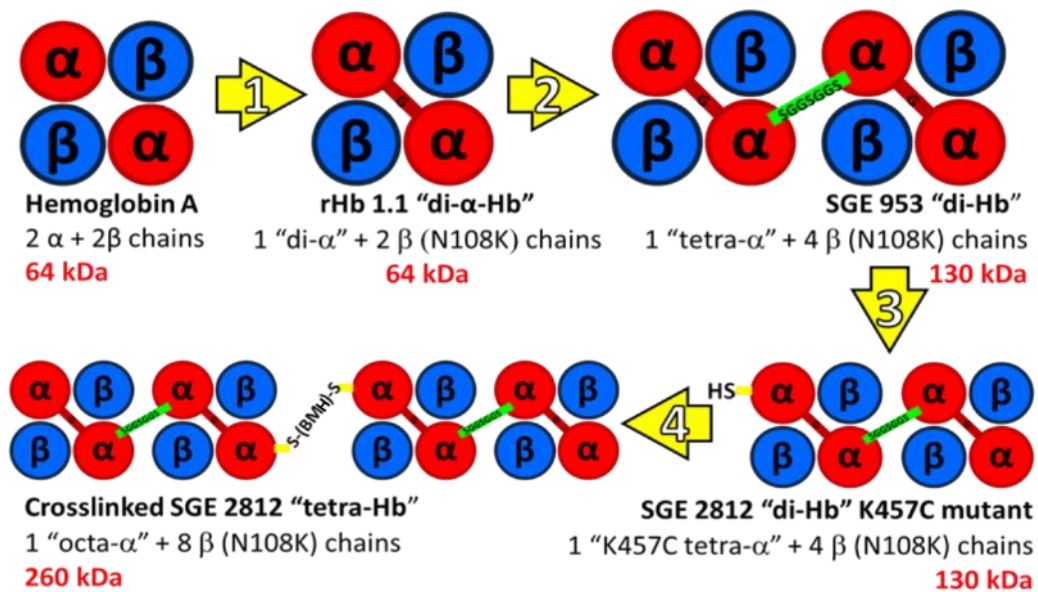 α β α β α β α β
1 2
G G SGGSGGS G
β α β α β α β α
Hemoglobin A rHb 1.1 “di-α-Hb” SGE 953 “di-Hb”
2 α + 2β chains 1 “di-α” + 2 β (N108K) chains 1 “tetra-α” + 4 β (N108K) chains
64 kDa 64 kDa 130 kDa
3
α β α β S-(BMH)-S α β α β HS α β α β
SGGSGGS SGGSGGS 4 SGGSGGS
β α β α β α β α β α β α
Crosslinked SGE 2812 “tetra-Hb” SGE 2812 “di-Hb” K457C mutant
1 “octa-α” + 8 β (N108K) chains 1 “K457C tetra-α” + 4 β (N108K) chains
260 kDa 130 kDa